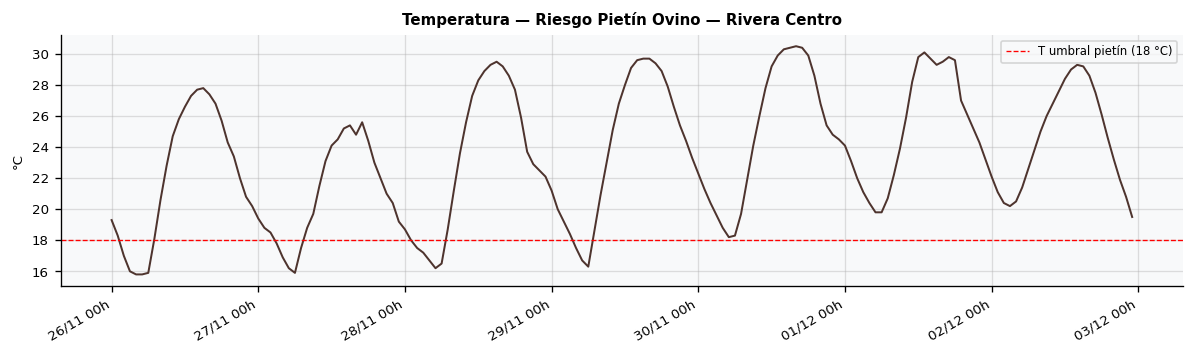 Temperatura — Riesgo Pietín Ovino — Rivera Centro
T umbral pietín (18 °C)
°C
30
28
26
24
22
20
18
16
26/11 00h
27/11 00h
28/11 00h
29/11 00h
30/11 00h
01/12 00h
02/12 00h
03/12 00h